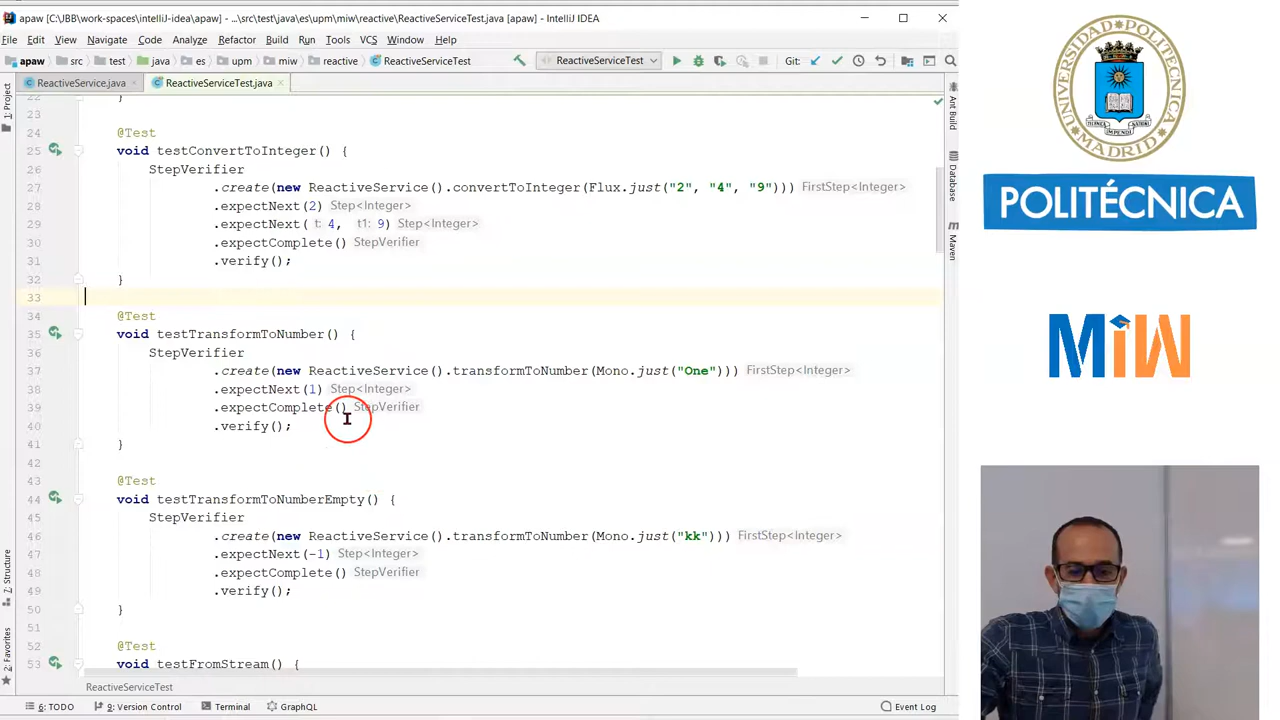 apaw [C:\JBB\work-spaces\intelliJ-idea\apaw] - ...\src\test\java\es\upm\miw\reactive\ReactiveServiceTest.java [apaw] - IntelliJ IDEA
File Edit View Navigate Code Analyze Refactor Build Run Tools VCS Window Help
apaw src test java es upm miw reactive ReactiveServiceTest ReactiveServiceTest Git:
ReactiveService.java ReactiveServiceTest.java
22 }
23
24 @Test
25 void testConvertToInteger() {
26 StepVerifier
27 .create(new ReactiveService().convertToInteger(Flux.just("2", "4", "9"))) FirstStep<Integer>
28 .expectNext(2) Step<Integer>
29 .expectNext( t: 4, t1: 9) Step<Integer>
30 .expectComplete() StepVerifier
31 .verify();
32 }
33
34 @Test
35 void testTransformToNumber() {
36 StepVerifier
37 .create(new ReactiveService().transformToNumber(Mono.just("One"))) FirstStep<Integer>
38 .expectNext(1) Step<Integer>
39 .expectComplete() StepVerifier
40 .verify();
41 }
42
43 @Test
44 void testTransformToNumberEmpty() {
45 StepVerifier
46 .create(new ReactiveService().transformToNumber(Mono.just("kk"))) FirstStep<Integer>
47 .expectNext(-1) Step<Integer>
48 .expectComplete() StepVerifier
49 .verify();
50 }
51
52 @Test
53 void testFromStream() {
ReactiveServiceTest
6: TODO 9: Version Control Terminal GraphQL Event Log
1: Project
7: Structure
2: Favorites
Ant Build
Database
Maven
UNIVERSIDAD POLITECNICA
MADRID
POLITÉCNICA
MiW